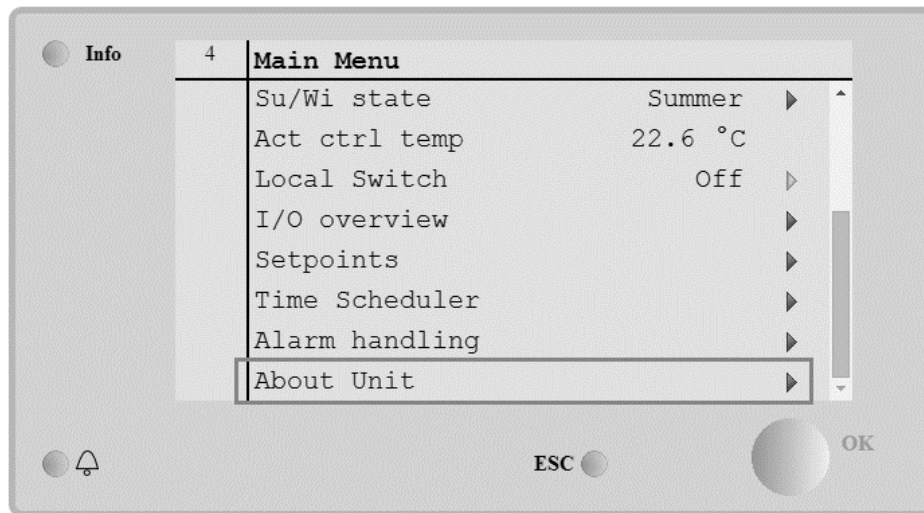 Info
4 Main Menu
Su/Wi state Summer
Act ctrl temp 22.6 °C
Local Switch Off
I/O overview
Setpoints
Time Scheduler
Alarm handling
About Unit
ESC
OK